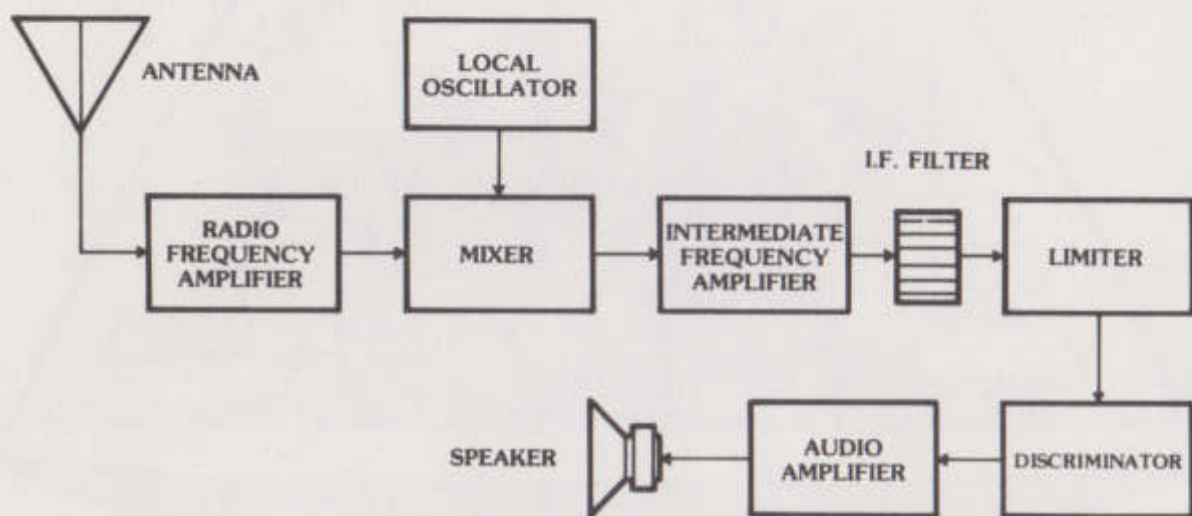 ANTENNA
LOCAL
OSCILLATOR
I.F. FILTER
RADIO
FREQUENCY
AMPLIFIER
MIXER
INTERMEDIATE
FREQUENCY
AMPLIFIER
LIMITER
SPEAKER
AUDIO
AMPLIFIER
DISCRIMINATOR